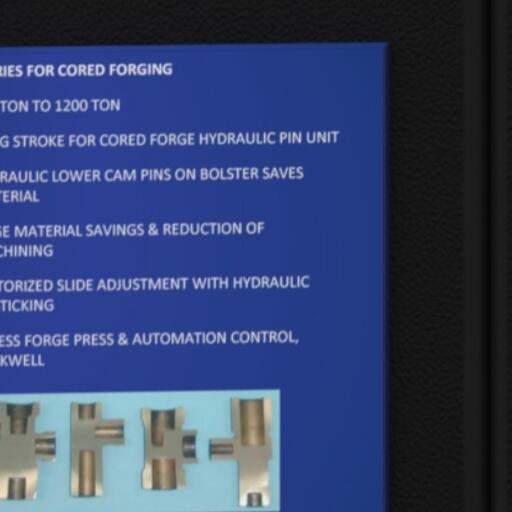 RIES FOR CORED FORGING
TON TO 1200 TON
G STROKE FOR CORED FORGE HYDRAULIC PIN UNIT
RAULIC LOWER CAM PINS ON BOLSTER SAVES
TERIAL
GE MATERIAL SAVINGS & REDUCTION OF
CHINING
TORIZED SLIDE ADJUSTMENT WITH HYDRAULIC
TICKING
ESS FORGE PRESS & AUTOMATION CONTROL,
KWELL